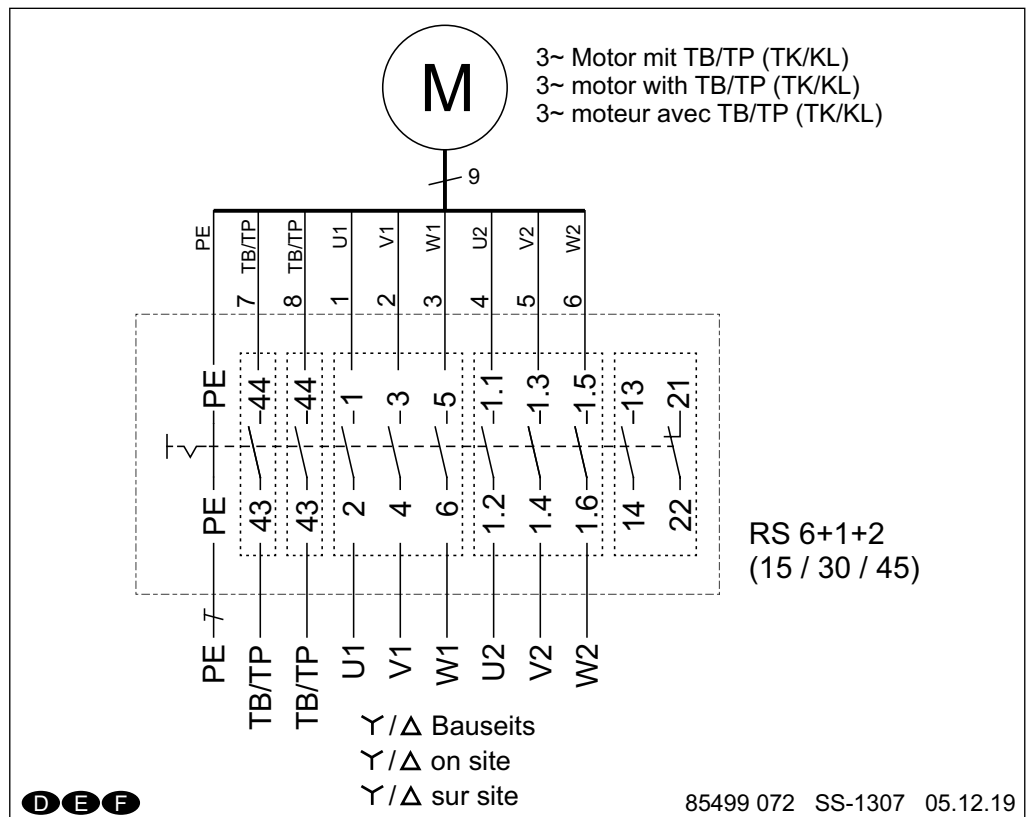 3~ Motor mit TB/TP (TK/KL)
3~ motor with TB/TP (TK/KL)
3~ moteur avec TB/TP (TK/KL)
M
9
PE TB/TP TB/TP U1 V1 W1 U2 V2 W2
7 8 1 2 3 4 5 6
PE 44 44 1 3 5 1.1 1.3 1.5 13 21
PE 43 43 2 4 6 1.2 1.4 1.6 14 22
RS 6+1+2
(15 / 30 / 45)
PE TB/TP TB/TP U1 V1 W1 U2 V2 W2
Y/Δ Bauseits
Y/Δ on site
Y/Δ sur site
D E F
85499 072 SS-1307 05.12.19